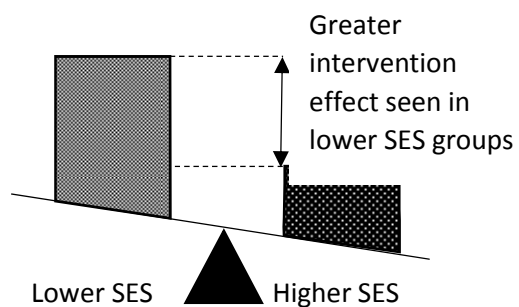 Greater
intervention
effect seen in
lower SES groups
Lower SES
Higher SES